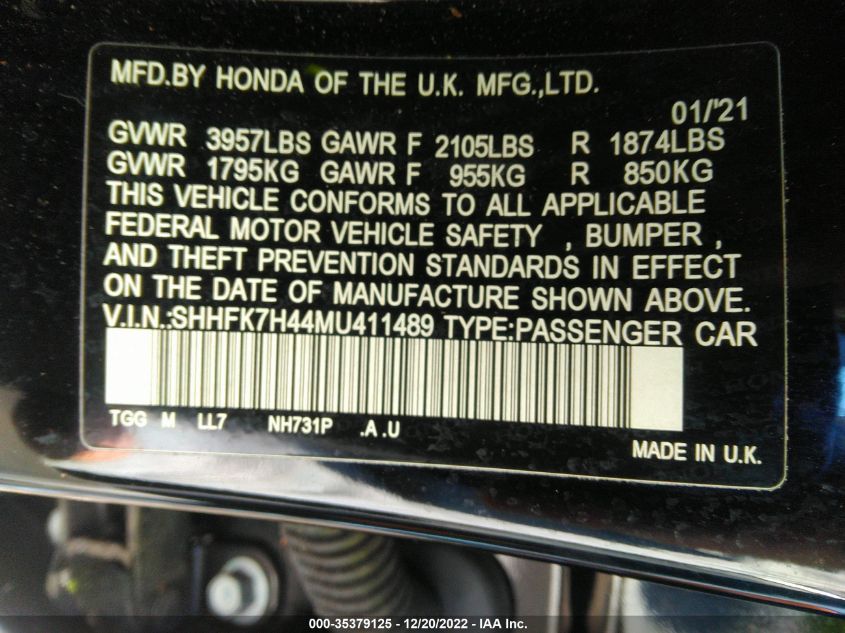 MFD.BY HONDA OF THE U.K. MFG.,LTD.
01/'21
GVWR 3957LBS GAWR F 2105LBS R 1874LBS
GVWR 1795KG GAWR F 955KG R 850KG
THIS VEHICLE CONFORMS TO ALL APPLICABLE
FEDERAL MOTOR VEHICLE SAFETY , BUMPER ,
AND THEFT PREVENTION STANDARDS IN EFFECT
ON THE DATE OF MANUFACTURE SHOWN ABOVE.
V.I.N.:SHHFK7H44MU411489 TYPE:PASSENGER CAR
TGG M LL7 NH731P .A .U
MADE IN U.K.
000-35379125 - 12/20/2022 - IAA Inc.